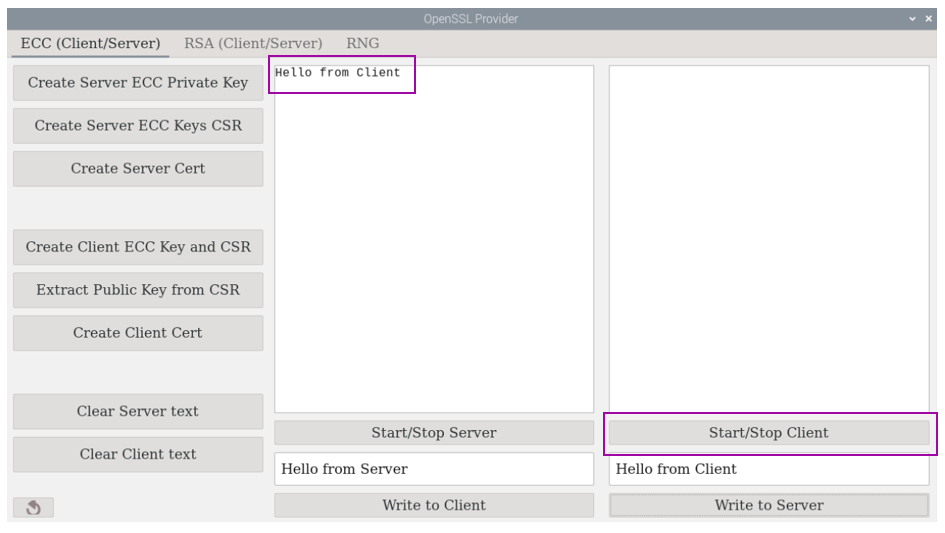 OpenSSL Provider
ECC (Client/Server) RSA (Client/Server) RNG
Create Server ECC Private Key
Create Server ECC Keys CSR
Create Server Cert
Create Client ECC Key and CSR
Extract Public Key from CSR
Create Client Cert
Clear Server text
Clear Client text
Hello from Client
Start/Stop Server
Hello from Server
Write to Client
Start/Stop Client
Hello from Client
Write to Server